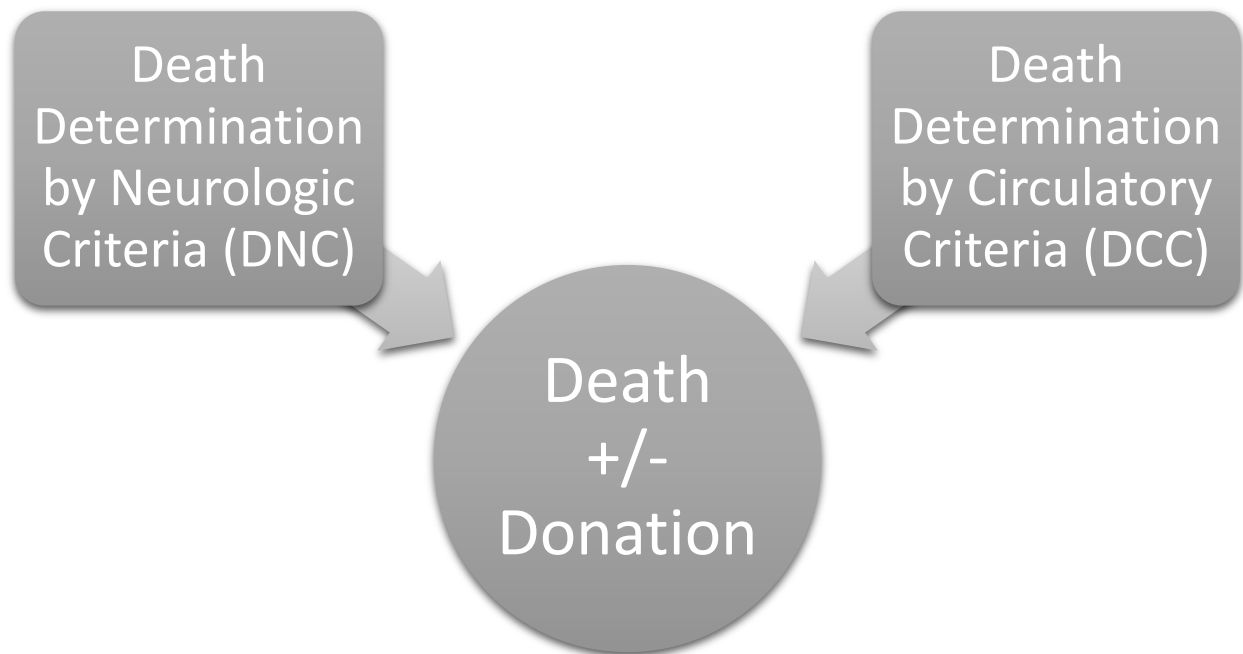 Death
Determination
by Neurologic
Criteria (DNC)
Death
Determination
by Circulatory
Criteria (DCC)
Death
+/-
Donation